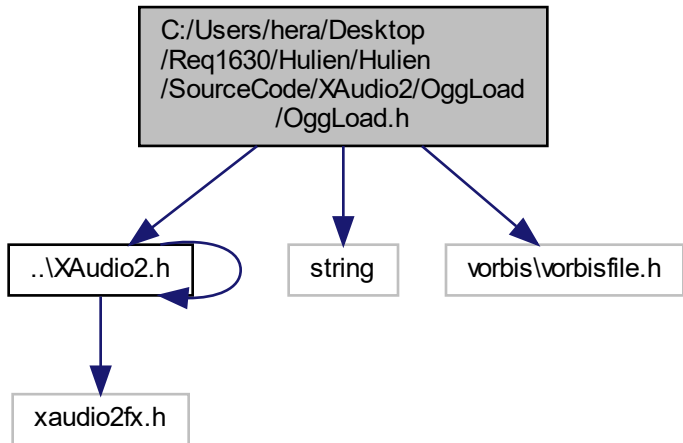 C:/Users/hera/Desktop
/Req1630/Hulien/Hulien
/SourceCode/XAudio2/OggLoad
/OggLoad.h
..\XAudio2.h
string
vorbis\vorbisfile.h
xaudio2fx.h